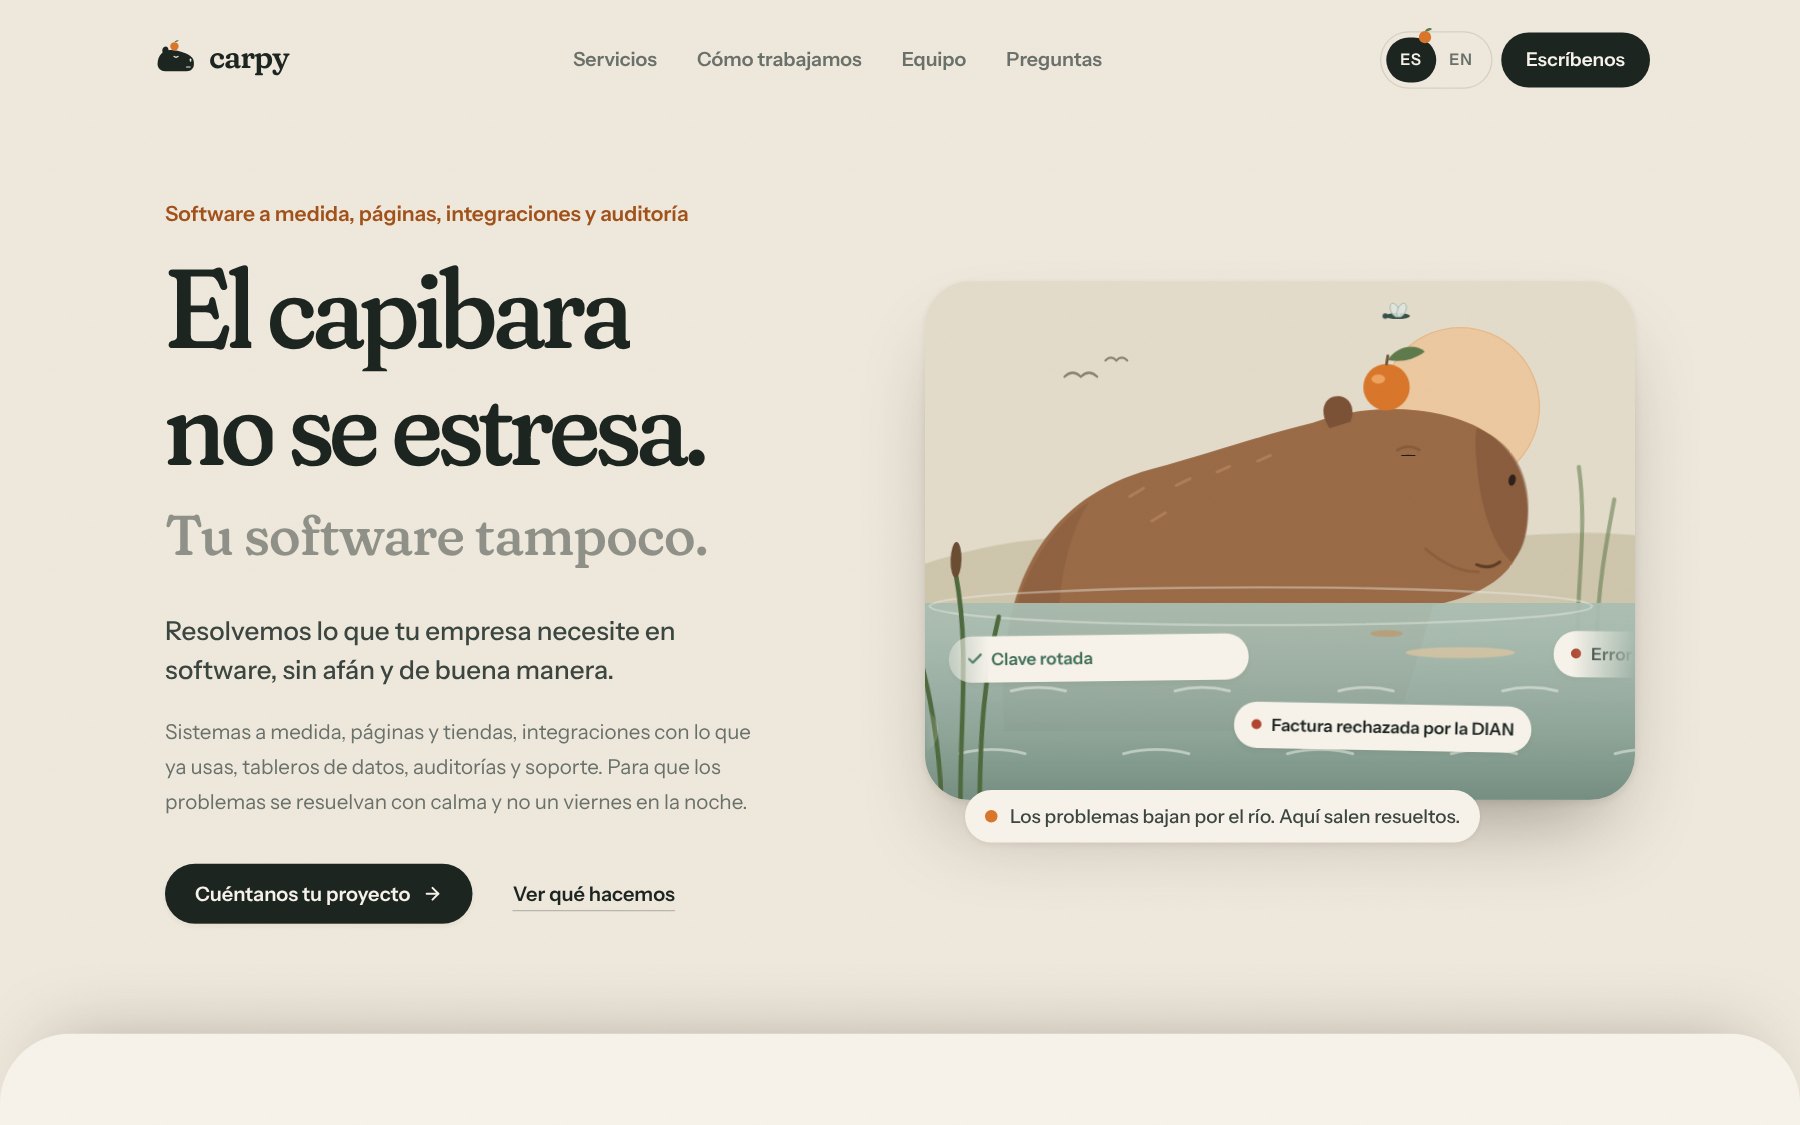 carpy
Servicios
Cómo trabajamos
Equipo
Preguntas
ES
EN
Escríbenos
Software a medida, páginas, integraciones y auditoría
El capibara
no se estresa.
Tu software tampoco.
Resolvemos lo que tu empresa necesite en
software, sin afán y de buena manera.
Sistemas a medida, páginas y tiendas, integraciones con lo que
ya usas, tableros de datos, auditorías y soporte. Para que los
problemas se resuelvan con calma y no un viernes en la noche.
Cuéntanos tu proyecto
Ver qué hacemos
Clave rotada
Error
Factura rechazada por la DIAN
Los problemas bajan por el río. Aquí salen resueltos.